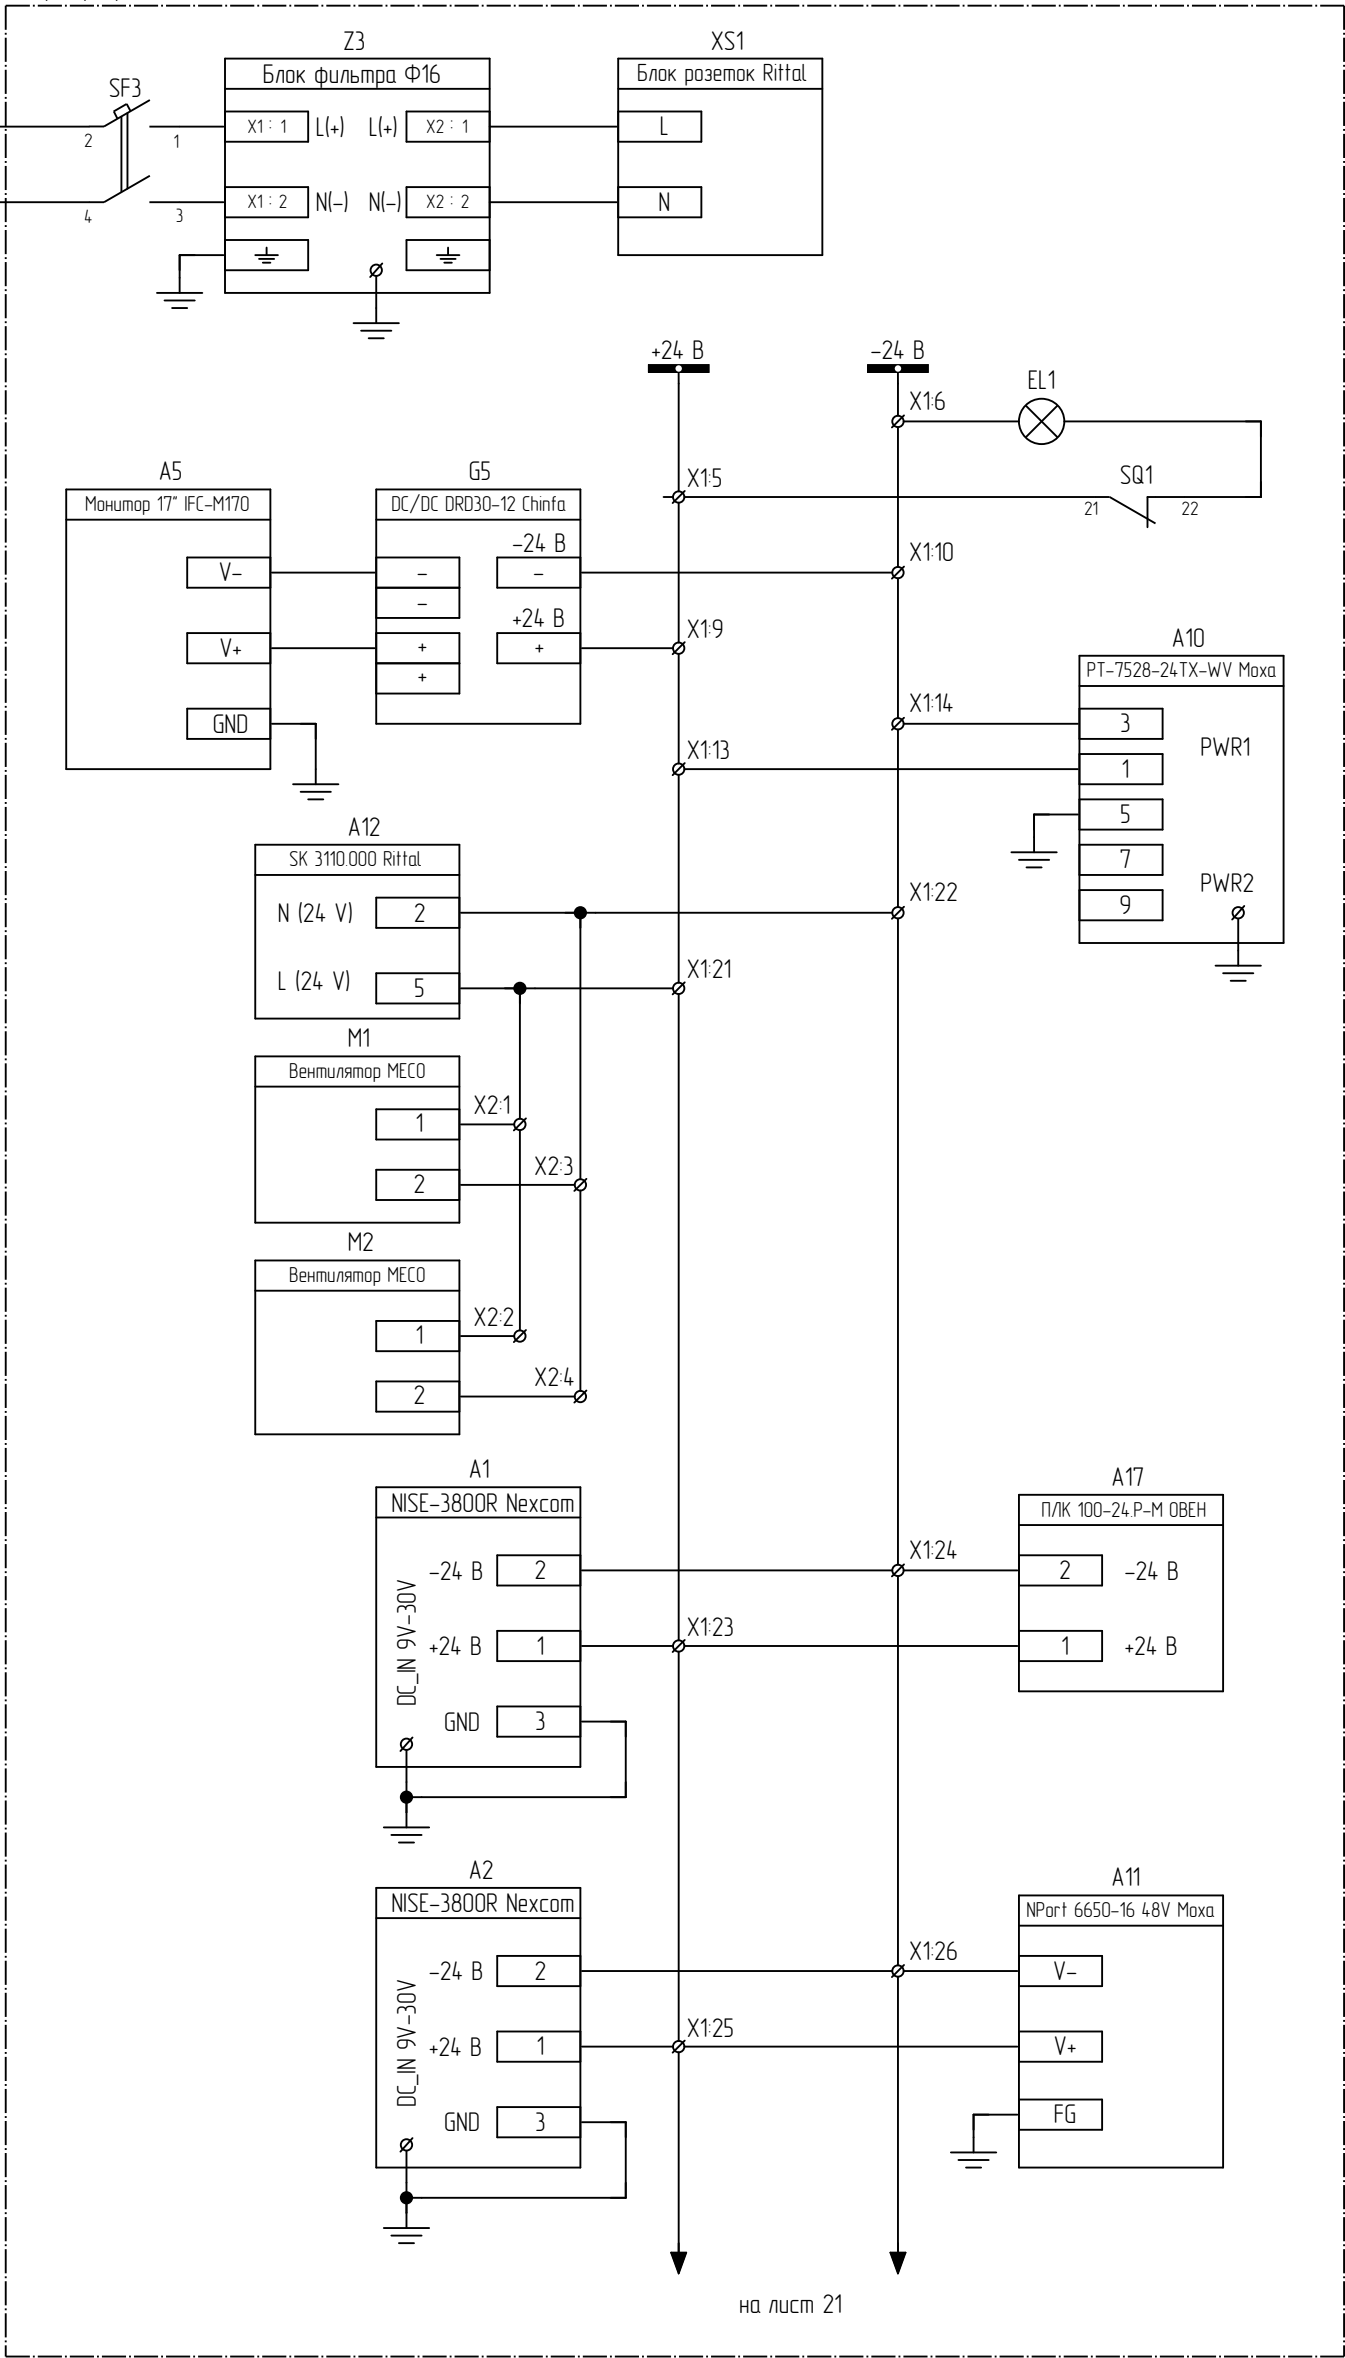 Z3
XS1
Блок фильтра Ф16
Блок розеток Rittal
SF3
2
1
X1 : 1
L(+)
L(+)
X2 : 1
L
4
3
X1 : 2
N(–)
N(–)
X2 : 2
N
+24 В
–24 В
X1:6
EL1
X1:5
SQ1
21
22
A5
Монитор 17" IFC–M170
V–
V+
GND
G5
DC/DC DRD30–12 Chinfa
–24 В
–
–
–
+24 В
+
+
+
X1:10
X1:9
A10
PT–7528–24TX–WV Moxa
X1:14
3
PWR1
X1:13
1
5
7
PWR2
9
A12
SK 3110.000 Rittal
N (24 V)
2
X1:22
L (24 V)
5
X1:21
M1
Вентилятор МЕСО
1
X2:1
2
X2:3
M2
Вентилятор МЕСО
1
X2:2
2
X2:4
A1
NISE–3800R Nexcom
–24 В
2
+24 В
1
GND
3
DC_IN 9V–30V
X1:24
X1:23
A17
ПЛК 100–24.Р–М ОВЕН
2
–24 В
1
+24 В
A2
NISE–3800R Nexcom
–24 В
2
+24 В
1
GND
3
DC_IN 9V–30V
X1:26
X1:25
A11
NPort 6650–16 48V Moxa
V–
V+
FG
на лист 21